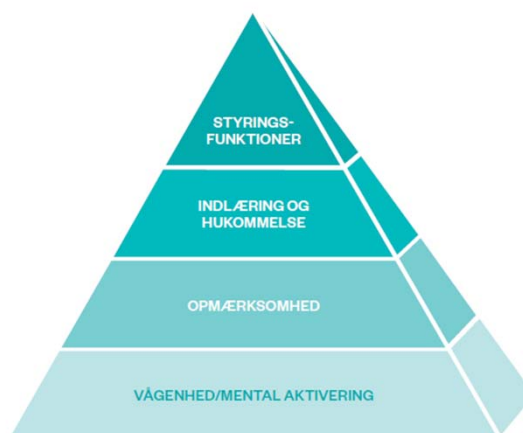 STYRINGS-
FUNKTIONER
INDLÆRING OG
HUKOMMELSE
OPMÆRKSOMHED
VÅGENHED/MENTAL AKTIVERING